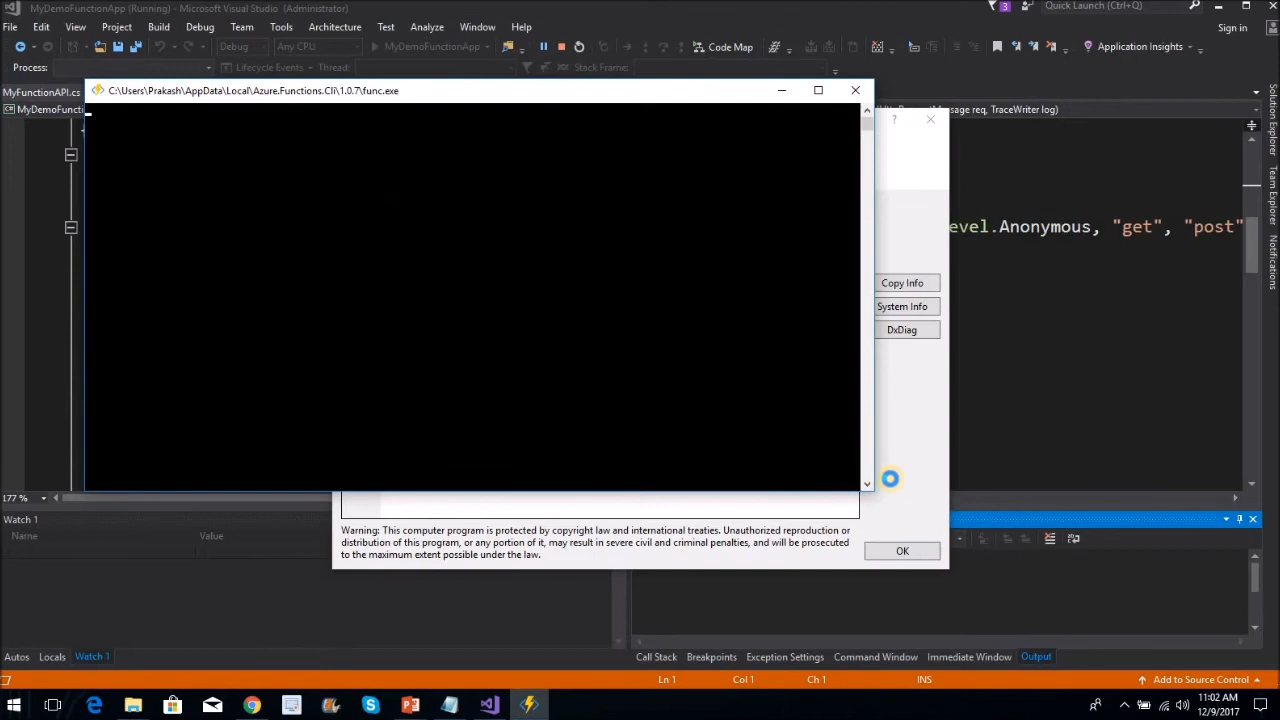 MyDemoFunctionApp (Running) - Microsoft Visual Studio (Administrator)
3
Quick Launch (Ctrl+Q)
File Edit View Project Build Debug Team Tools Architecture Test Analyze Window Help
Sign in
Debug Any CPU MyDemoFunctionApp Code Map Application Insights
Process: Lifecycle Events Thread: Stack Frame:
C:\Users\Prakash\AppData\Local\Azure.Functions.Cli\1.0.7\func.exe
MyFunctionAPI.cs
MyDemoFuncti
Message req, TraceWriter log)
?
evel.Anonymous, "get", "post"
Copy Info
System Info
DxDiag
Solution Explorer
Team Explorer
Notifications
177 %
Watch 1
Name Value
Warning: This computer program is protected by copyright law and international treaties. Unauthorized reproduction or
distribution of this program, or any portion of it, may result in severe civil and criminal penalties, and will be prosecuted
to the maximum extent possible under the law.
OK
Autos Locals Watch 1
Call Stack Breakpoints Exception Settings Command Window Immediate Window Output
Ln 1 Col 1 Ch 1 INS Add to Source Control
11:02 AM
12/9/2017